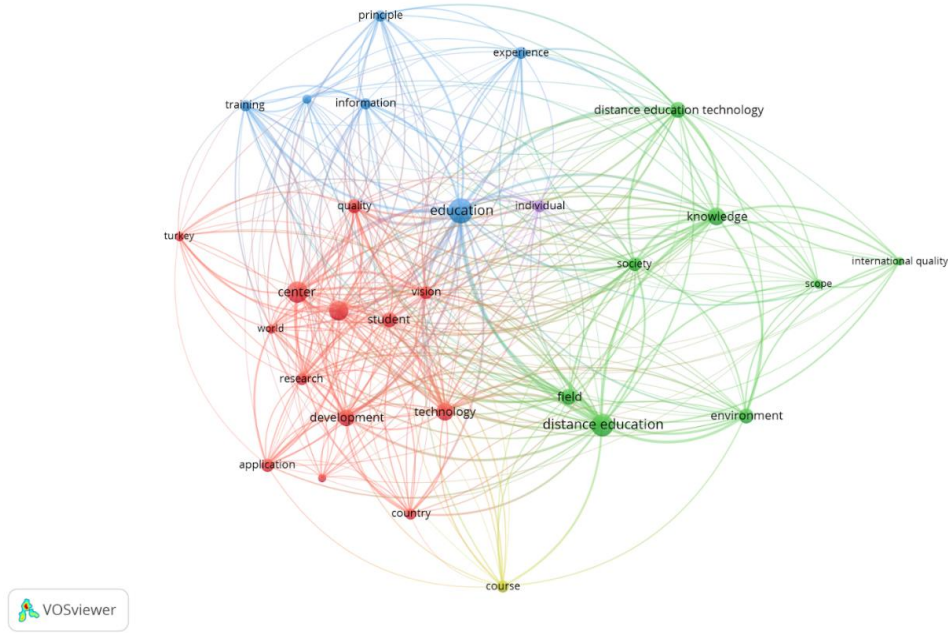 principle
experience
training
information
distance education technology
quality
education
individual
knowledge
turkey
society
international quality
scope
center
vision
student
world
research
development
technology
field
distance education
environment
application
country
course
VOSviewer